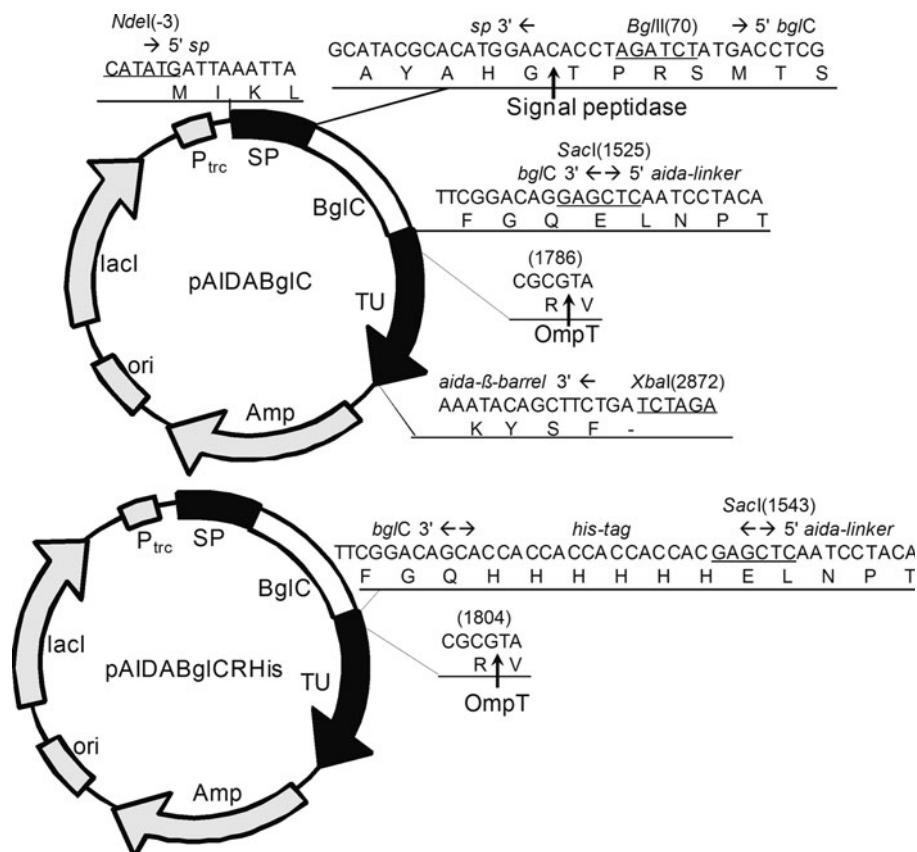 NdeI(-3)
→ 5' sp
CATATGATTAAATTA
M I K L
sp 3' ← BglII(70) → 5' bglC
GCATACGCACATGGAACACCTAGATCTATGACCTCG
A Y A H G T P R S M T S
Signal peptidase
Ptrc
SP
BglC
lacI
pAIDABglC
TU
ori
Amp
SacI(1525)
bglC 3' ←→ 5' aida-linker
TTCGGACAGGAGCTCAATCCTACA
F G Q E L N P T
(1786)
CGCGTA
R V
OmpT
aida-ß-barrel 3' ← XbaI(2872)
AAATACAGCTTCTGATCTAGA
K Y S F -
Ptrc
SP
BglC
lacI
pAIDABglCRHis
TU
ori
Amp
SacI(1543)
bglC 3' ←→ his-tag ←→ 5' aida-linker
TTCGGACAGCACCACCACCACCACCACGAGCTCAATCCTACA
F G Q H H H H H H E L N P T
(1804)
CGCGTA
R V
OmpT